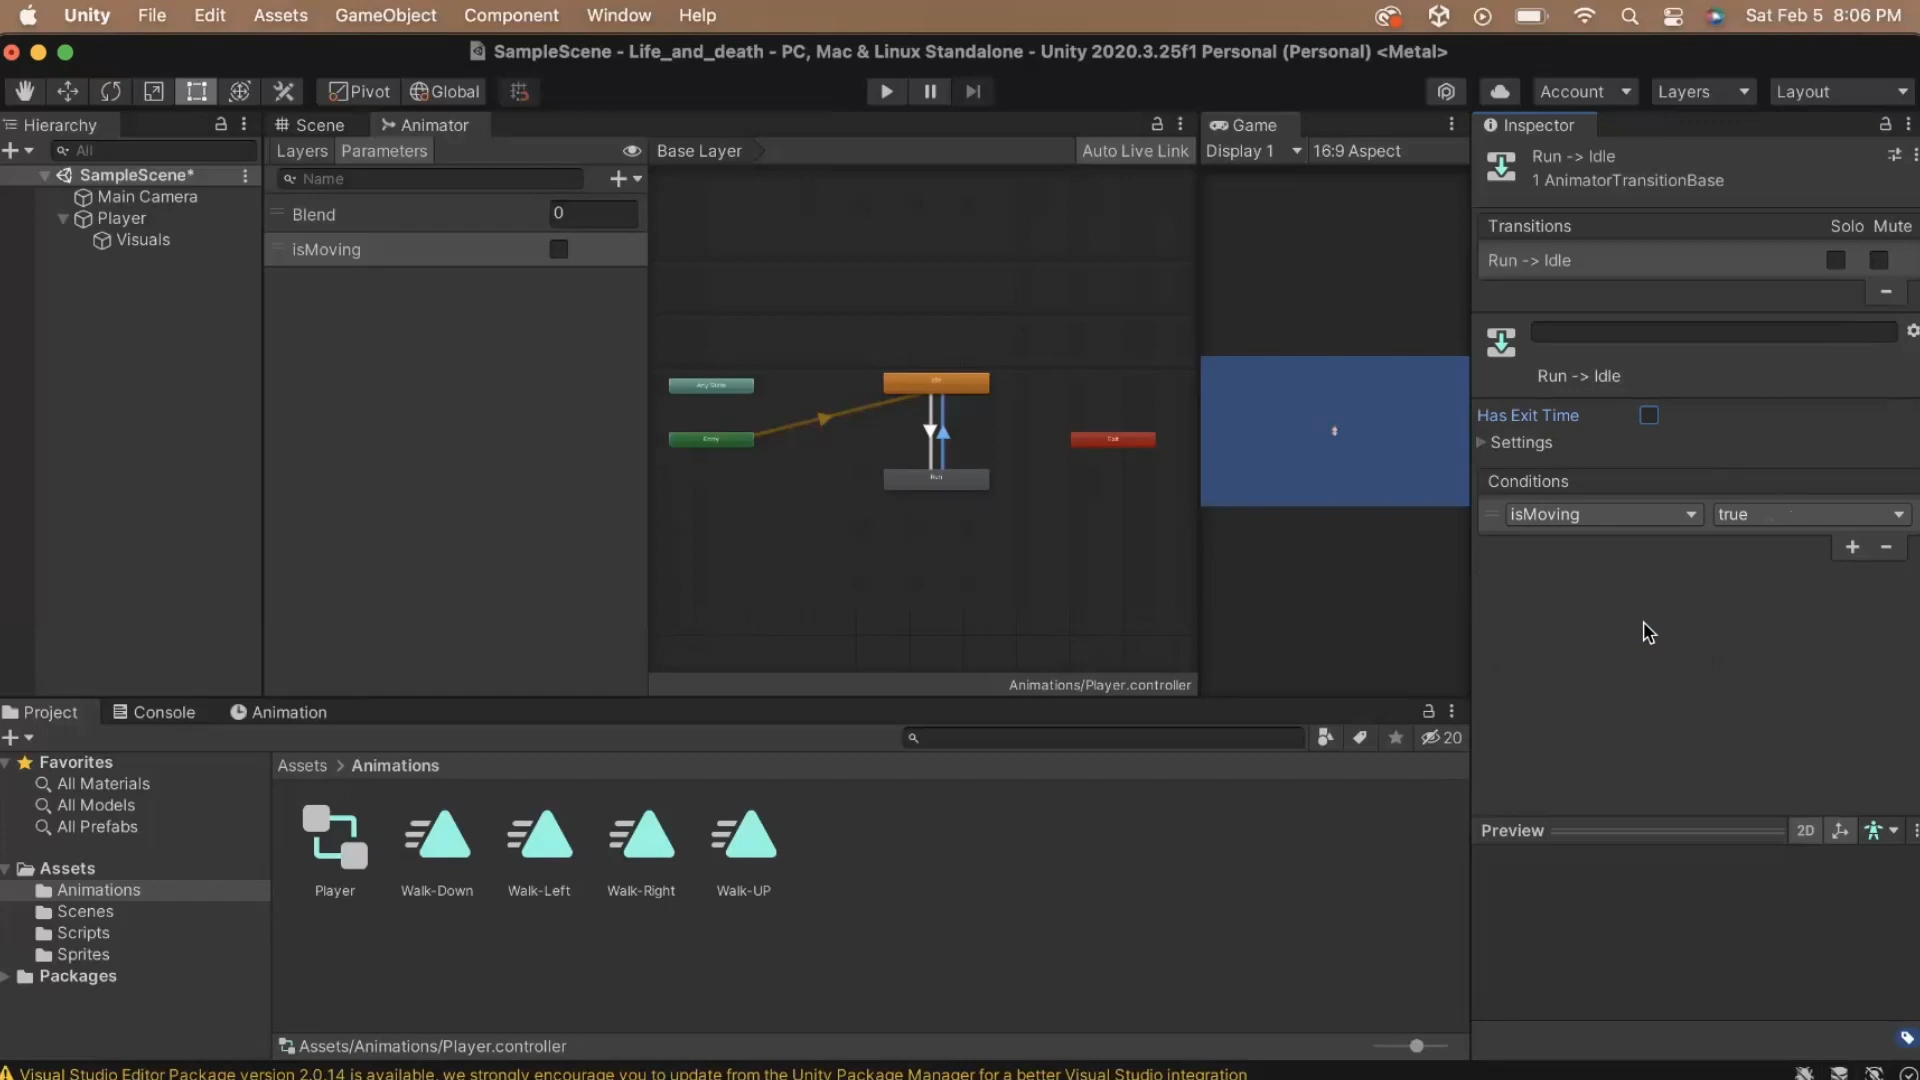 Unity File Edit Assets GameObject Component Window Help Sat Feb 5 8:06 PM
SampleScene - Life_and_death - PC, Mac & Linux Standalone - Unity 2020.3.25f1 Personal (Personal) <Metal>
Pivot Global Account Layers Layout
Hierarchy
All
SampleScene*
Main Camera
Player
Visuals
Scene Animator
Layers Parameters Base Layer Auto Live Link
Name
Blend 0
isMoving
Any State
Entry
Idle
Run
Exit
Animations/Player.controller
Game
Display 1 16:9 Aspect
Inspector
Run -> Idle
1 AnimatorTransitionBase
Transitions Solo Mute
Run -> Idle
Run -> Idle
Has Exit Time
Settings
Conditions
isMoving true
Preview 2D
Project Console Animation
20
Favorites
All Materials
All Models
All Prefabs
Assets
Animations
Scenes
Scripts
Sprites
Packages
Assets > Animations
Player Walk-Down Walk-Left Walk-Right Walk-UP
Assets/Animations/Player.controller
Visual Studio Editor Package version 2.0.14 is available, we strongly encourage you to update from the Unity Package Manager for a better Visual Studio integration